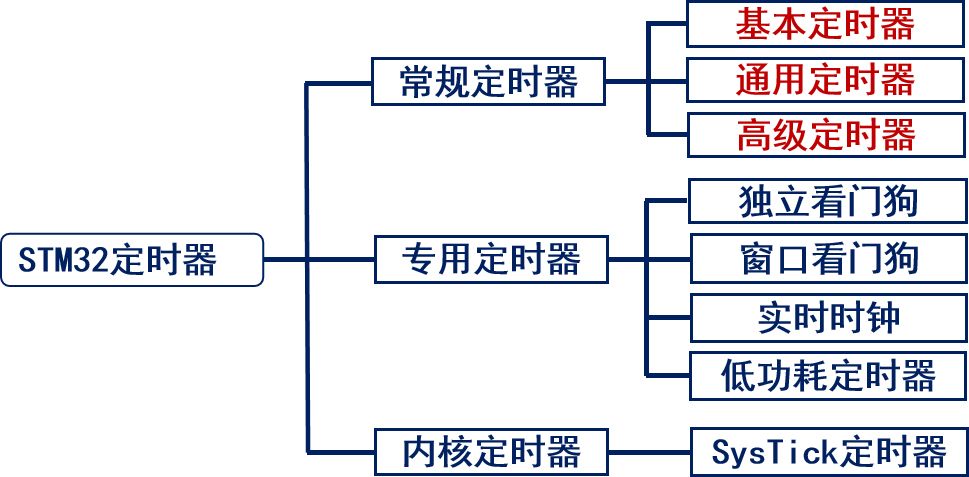 STM32定时器
常规定时器
基本定时器
通用定时器
高级定时器
专用定时器
独立看门狗
窗口看门狗
实时时钟
低功耗定时器
内核定时器
SysTick定时器